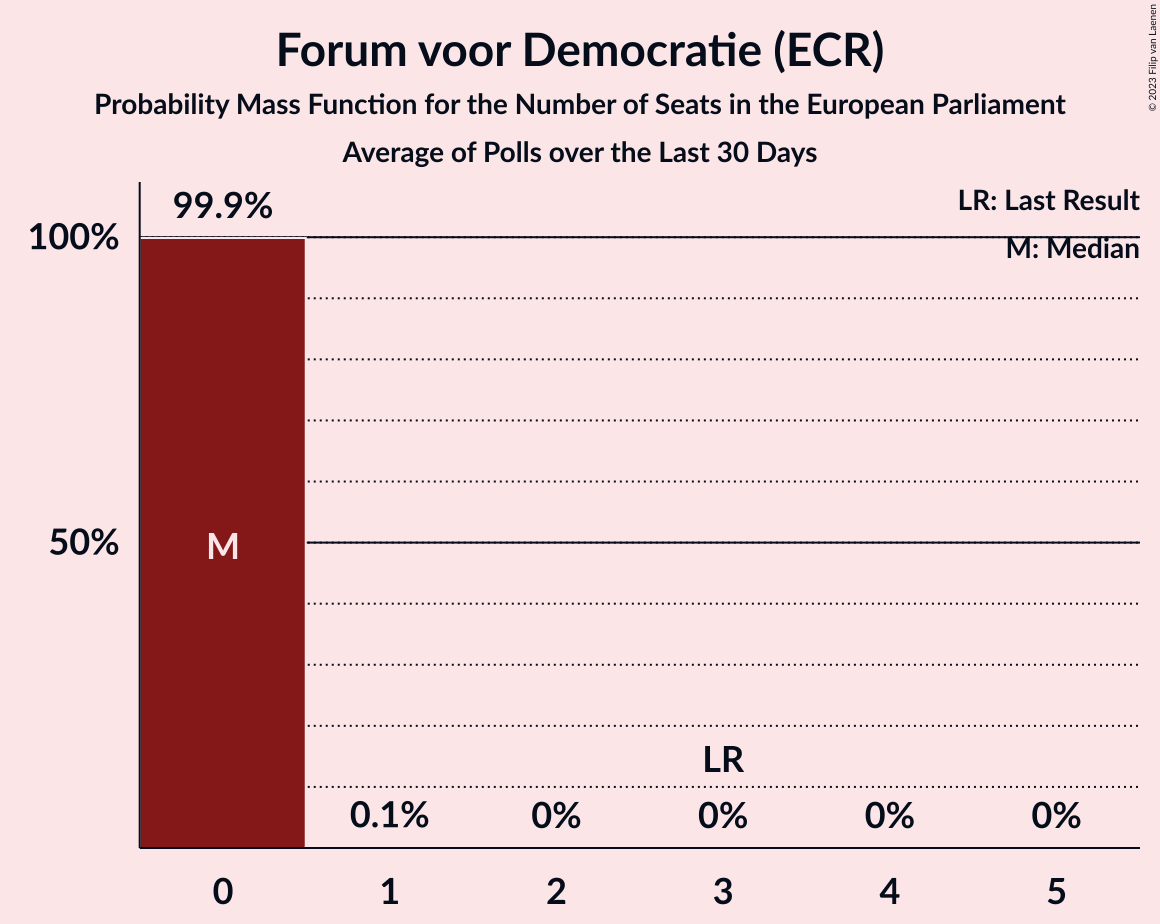 Forum voor Democratie (ECR)
Probability Mass Function for the Number of Seats in the European Parliament
Average of Polls over the Last 30 Days
© 2023 Filip van Laenen
LR: Last Result
M: Median
99.9%
100%
50%
M
LR
0.1%
0%
0%
0%
0%
0
1
2
3
4
5